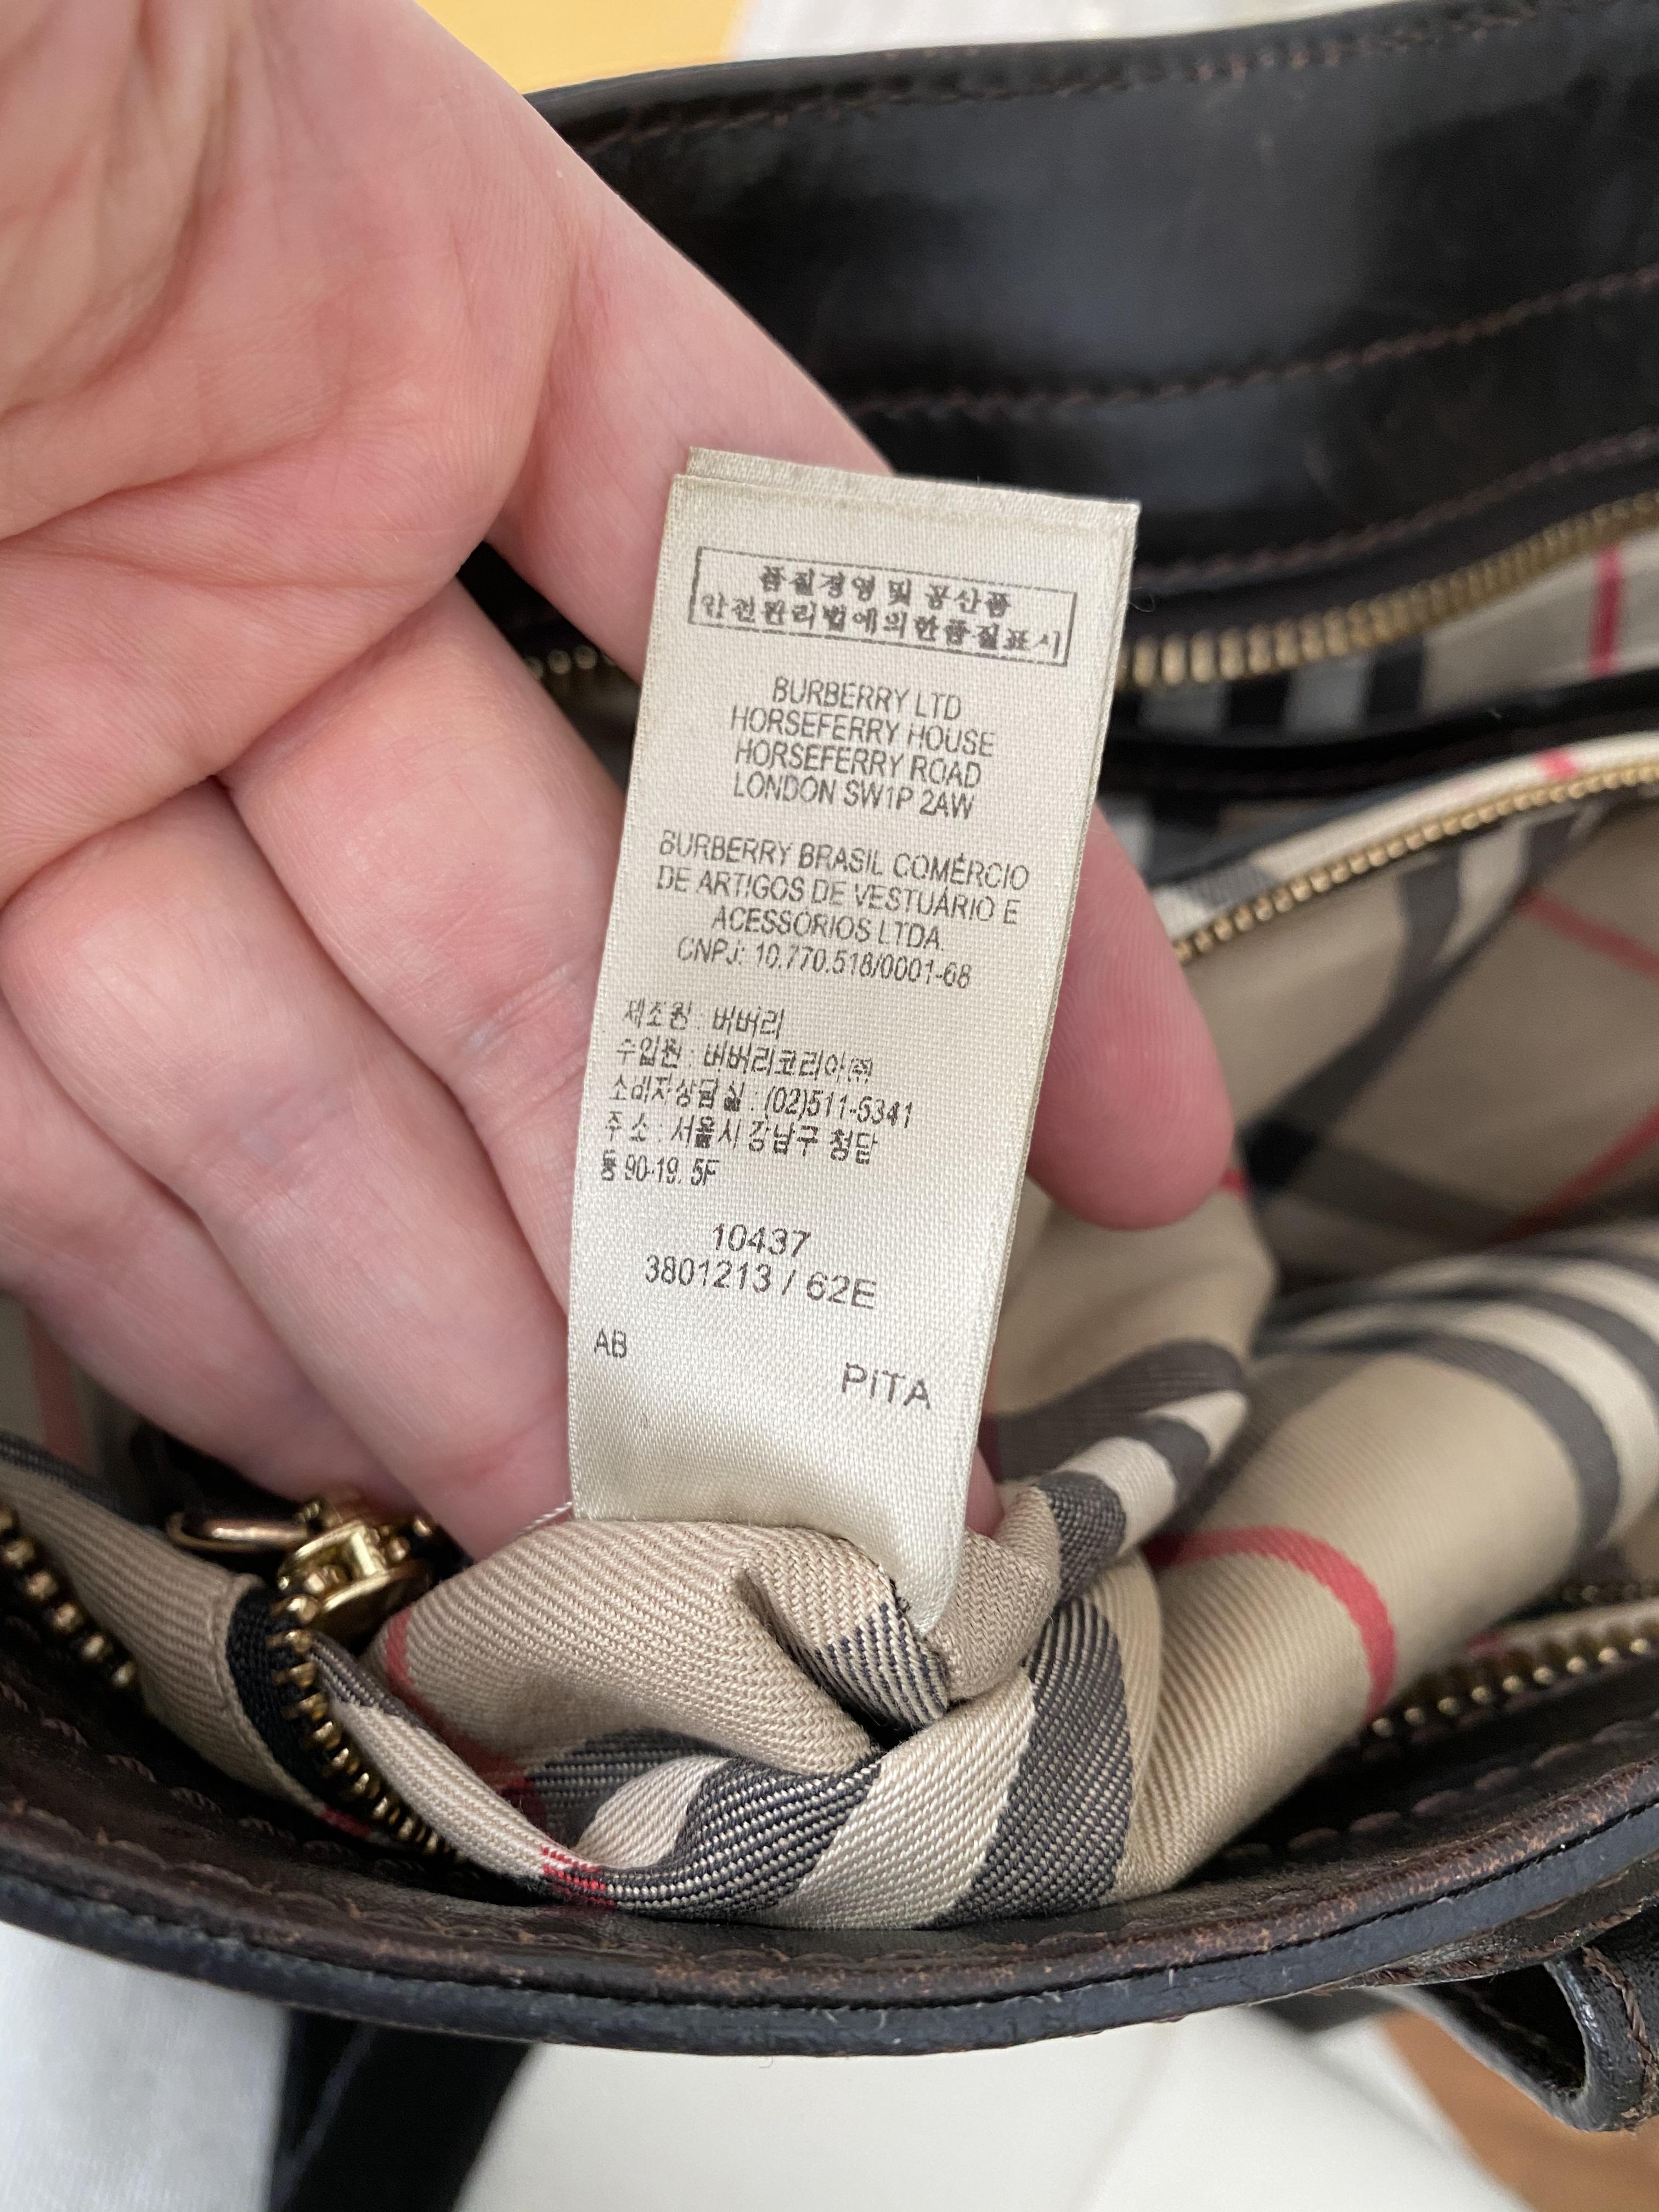 품질경영 및 공산품
안전관리법에의한품질표시
BURBERRY LTD
HORSEFERRY HOUSE
HORSEFERRY ROAD
LONDON SW1P 2AW
BURBERRY BRASIL COMÉRCIO
DE ARTIGOS DE VESTUÁRIO E
ACESSÓRIOS LTDA.
CNPJ: 10.770.518/0001-68
제조원 : 버버리
수입원 : 버버리코리아㈜
소비자상담실 : (02)511-5341
주소 : 서울시 강남구 청담
동 90-19. 5F
10437
3801213 / 62E
AB
PITA